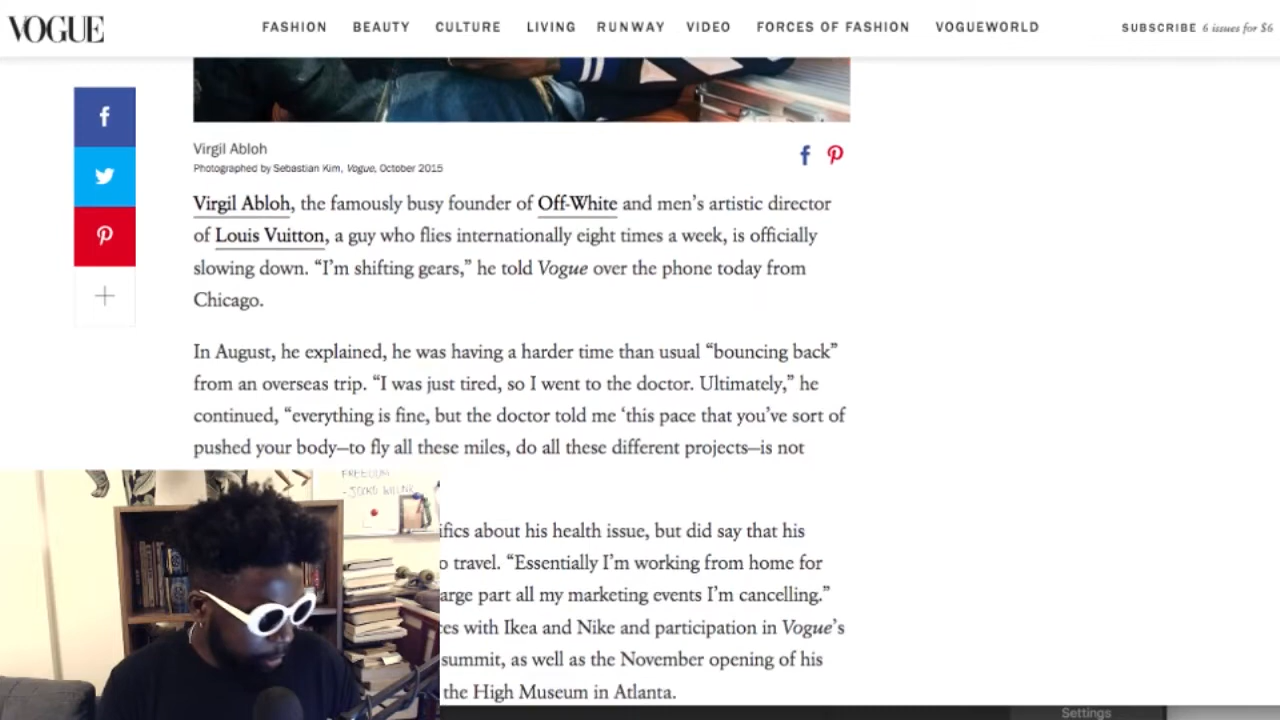 VOGUE
FASHION BEAUTY CULTURE LIVING RUNWAY VIDEO FORCES OF FASHION VOGUEWORLD SUBSCRIBE 6 issues for $6
Virgil Abloh
Photographed by Sebastian Kim, Vogue, October 2015
Virgil Abloh, the famously busy founder of Off-White and men’s artistic director
of Louis Vuitton, a guy who flies internationally eight times a week, is officially
slowing down. “I’m shifting gears,” he told Vogue over the phone today from
Chicago.
In August, he explained, he was having a harder time than usual “bouncing back”
from an overseas trip. “I was just tired, so I went to the doctor. Ultimately,” he
continued, “everything is fine, but the doctor told me ‘this pace that you’ve sort of
pushed your body—to fly all these miles, do all these different projects—is not
FREEDOM
- JOCKO WILLINK
ifics about his health issue, but did say that his
o travel. “Essentially I’m working from home for
arge part all my marketing events I’m cancelling.”
ces with Ikea and Nike and participation in Vogue’s
summit, as well as the November opening of his
the High Museum in Atlanta.
Settings